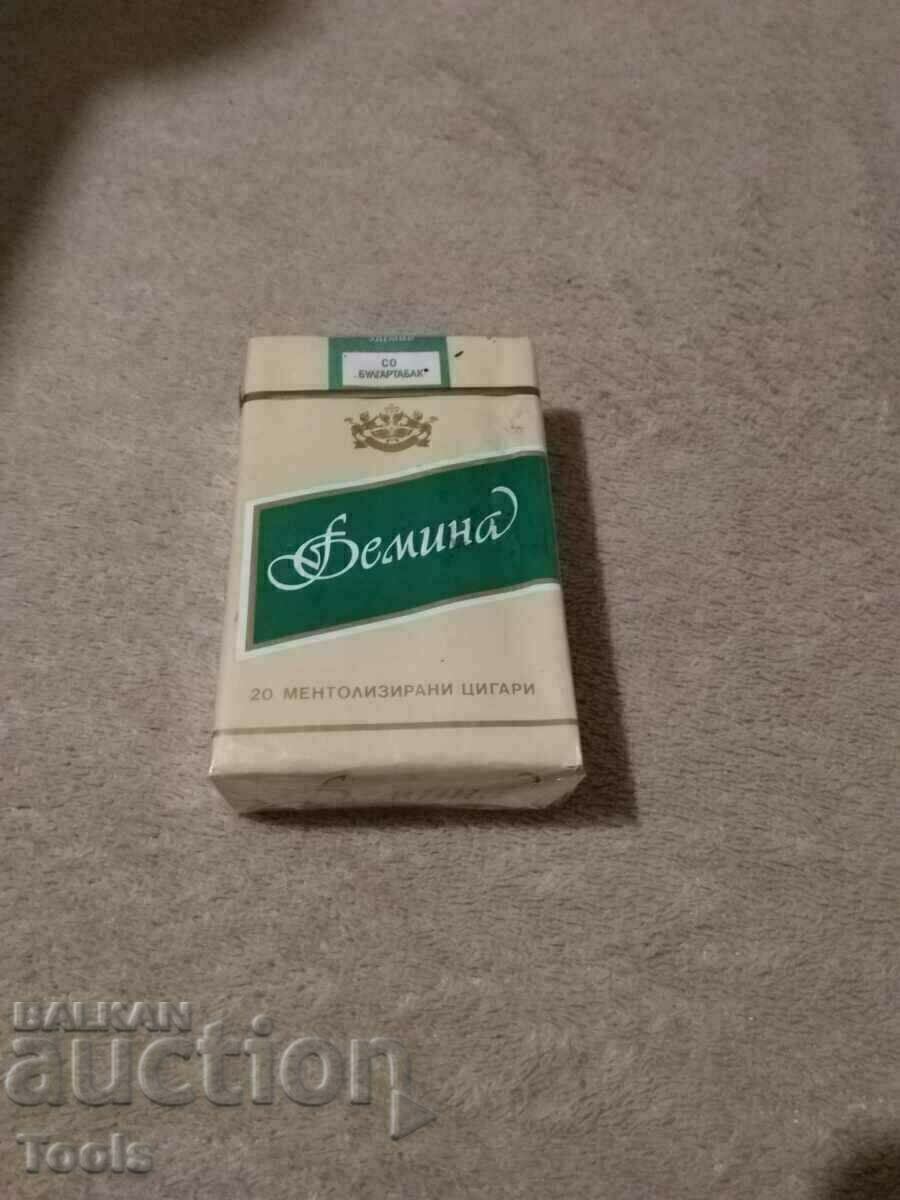 СО
БУЛГАРТАБАК
Фемина
20 МЕНТОЛИЗИРАНИ ЦИГАРИ
BALKAN
auction
Tools